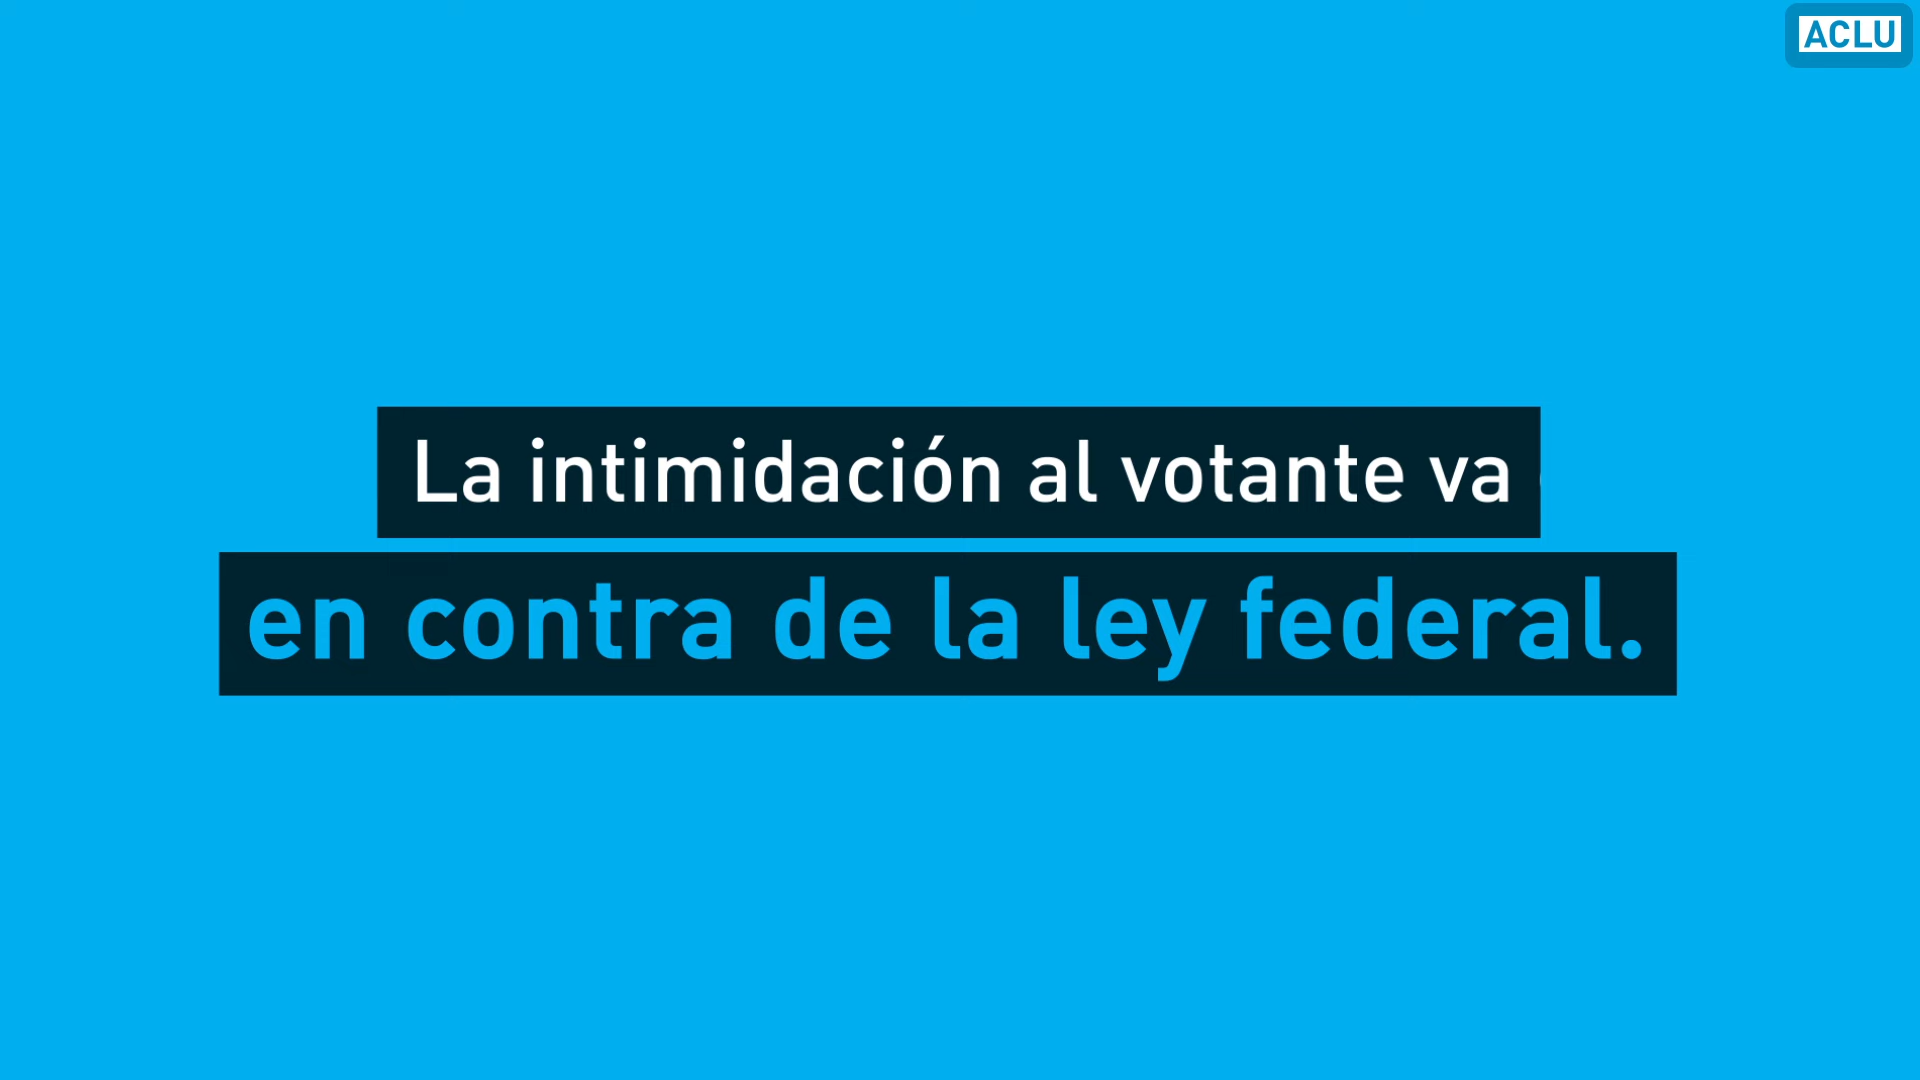 ACLU
La intimidación al votante va
en contra de la ley federal.